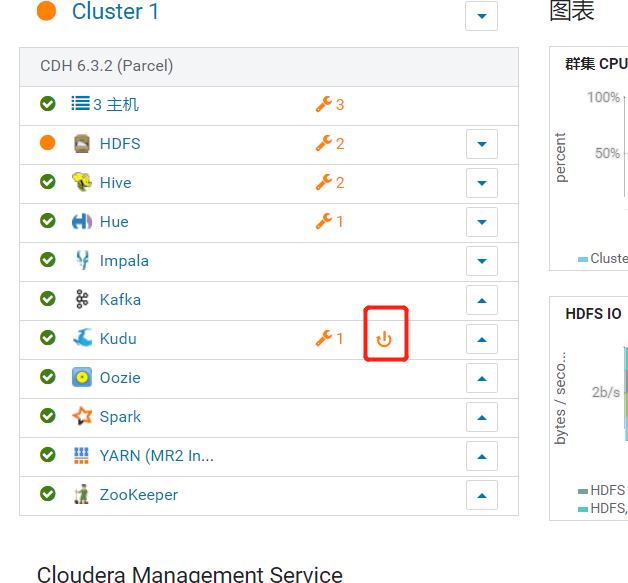 Cluster 1
CDH 6.3.2 (Parcel)
3 主机 3
HDFS 2
Hive 2
Hue 1
Impala
Kafka
Kudu 1
Oozie
Spark
YARN (MR2 In...
ZooKeeper
Cloudera Management Service
图表
群集 CPU
100%
50%
percent
Cluste
HDFS IO
bytes / seco...
2b/s
HDFS
HDFS,